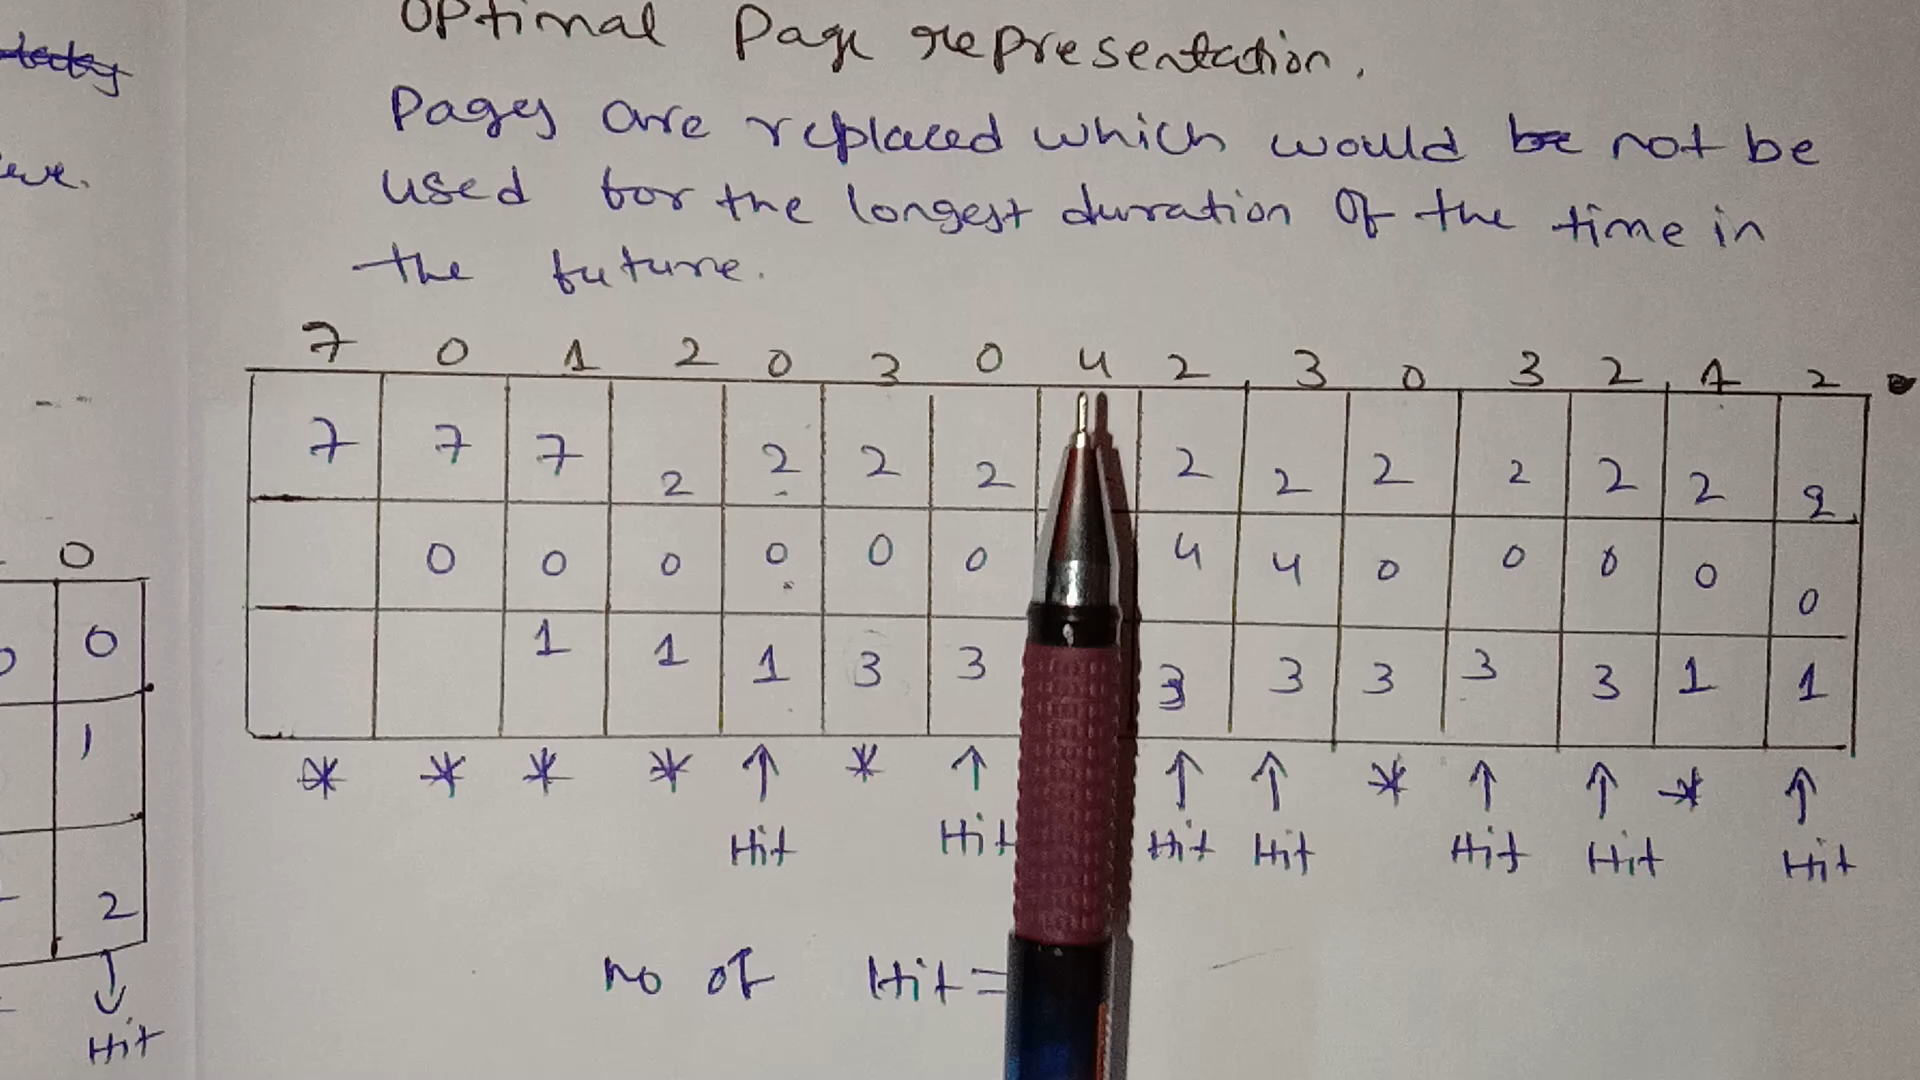 Optimal Page representation.
Pages are replaced which would be not be
used for the longest duration of the time in
the future.
7 0 1 2 0 3 0 4 2 3 0 3 2 1 2
7 7 7 2 2 2 2 2 2 2 2 2 2 2
0 0 0 0 0 0 4 4 0 0 0 0 0
1 1 1 3 3 3 3 3 3 3 1 1
* * * * ↑ * ↑ ↑ ↑ * ↑ ↑ * ↑
Hit Hit Hit Hit Hit Hit Hit
no of Hit=
0
0
1
2
Hit